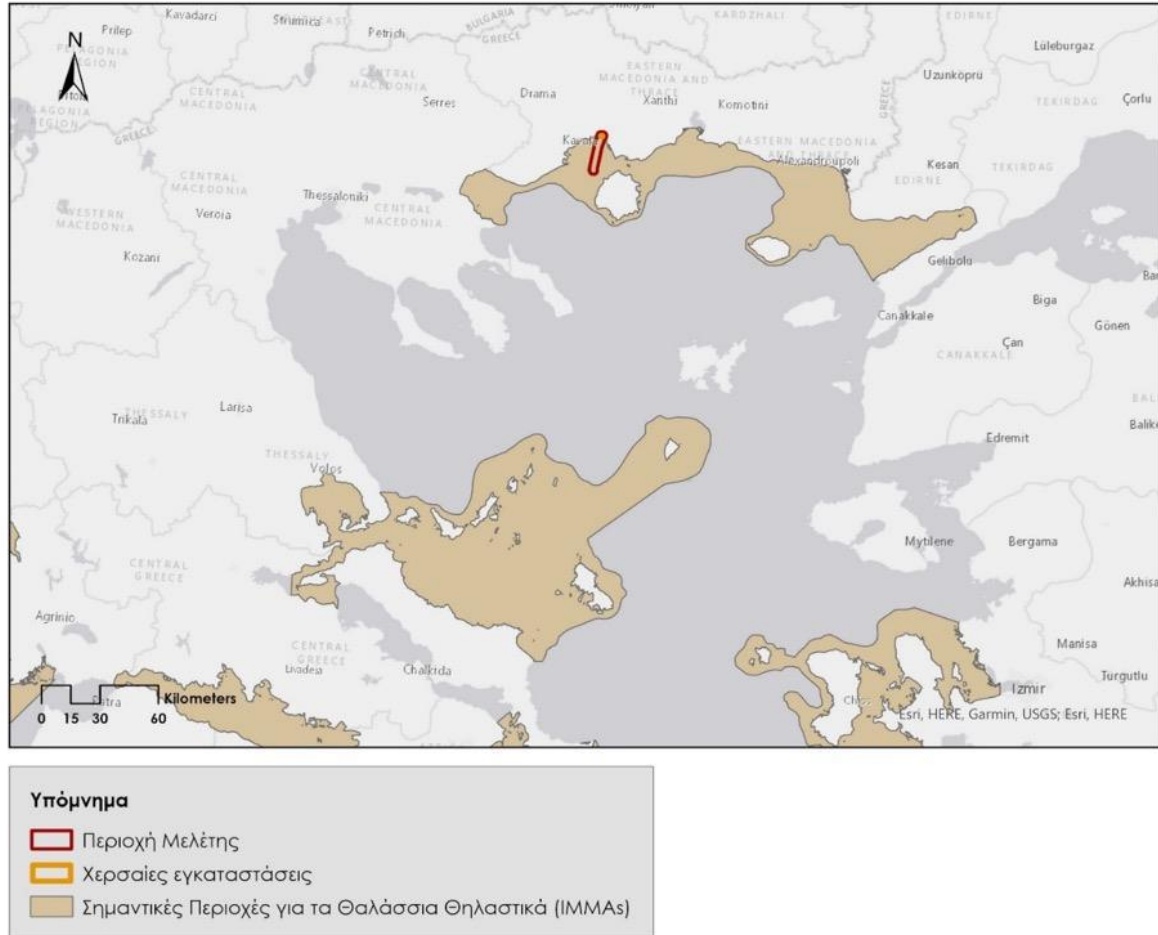 Prilep
Kavadarci
Strumica
Petrich
BULGARIA
GREECE
KARDZHALI
EDIRNE
Lüleburgaz
PELAGONIA
REGION
N
CENTRAL
MACEDONIA
EASTERN
MACEDONIA AND
THRACE
Uzunköprü
TEKIRDAG
Çorlu
PELAGONIA
REGION
CENTRAL
MACEDONIA
Serres
Drama
Xanthi
Komotini
GREECE
GREECE
Kavala
EASTERN MACEDONIA
AND THRACE
Alexandroupoli
Kesan
EDIRNE
TEKIRDAG
CENTRAL
MACEDONIA
Thessaloniki
CENTRAL
MACEDONIA
WESTERN
MACEDONIA
Veroia
Kozani
Gelibolu
Biga
Canakkale
Gönen
Çan
CANAKKALE
THESSALY
Trikala
Larisa
THESSALY
Volos
Edremit
Mytilene
Bergama
CENTRAL
GREECE
Agrinio
CENTRAL
GREECE
Livadeia
Chalkida
Manisa
Turgutlu
Izmir
Kilometers
0 15 30 60
Esri, HERE, Garmin, USGS; Esri, HERE
Υπόμνημα
Περιοχή Μελέτης
Χερσαίες εγκαταστάσεις
Σημαντικές Περιοχές για τα Θαλάσσια Θηλαστικά (IMMAs)